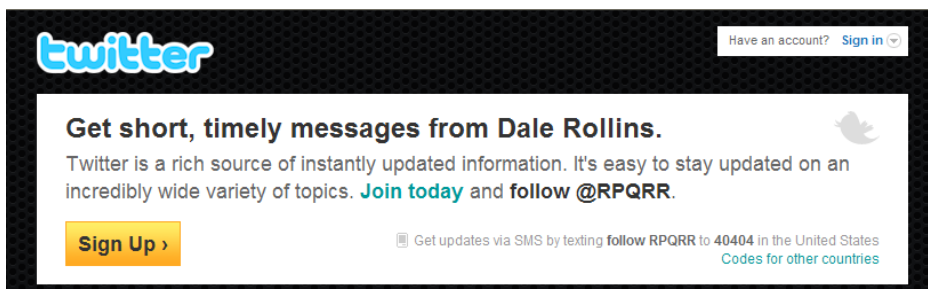 twitter
Have an account? Sign in
Get short, timely messages from Dale Rollins.
Twitter is a rich source of instantly updated information. It's easy to stay updated on an
incredibly wide variety of topics. Join today and follow @RPQRR.
Sign Up ›
Get updates via SMS by texting follow RPQRR to 40404 in the United States
Codes for other countries